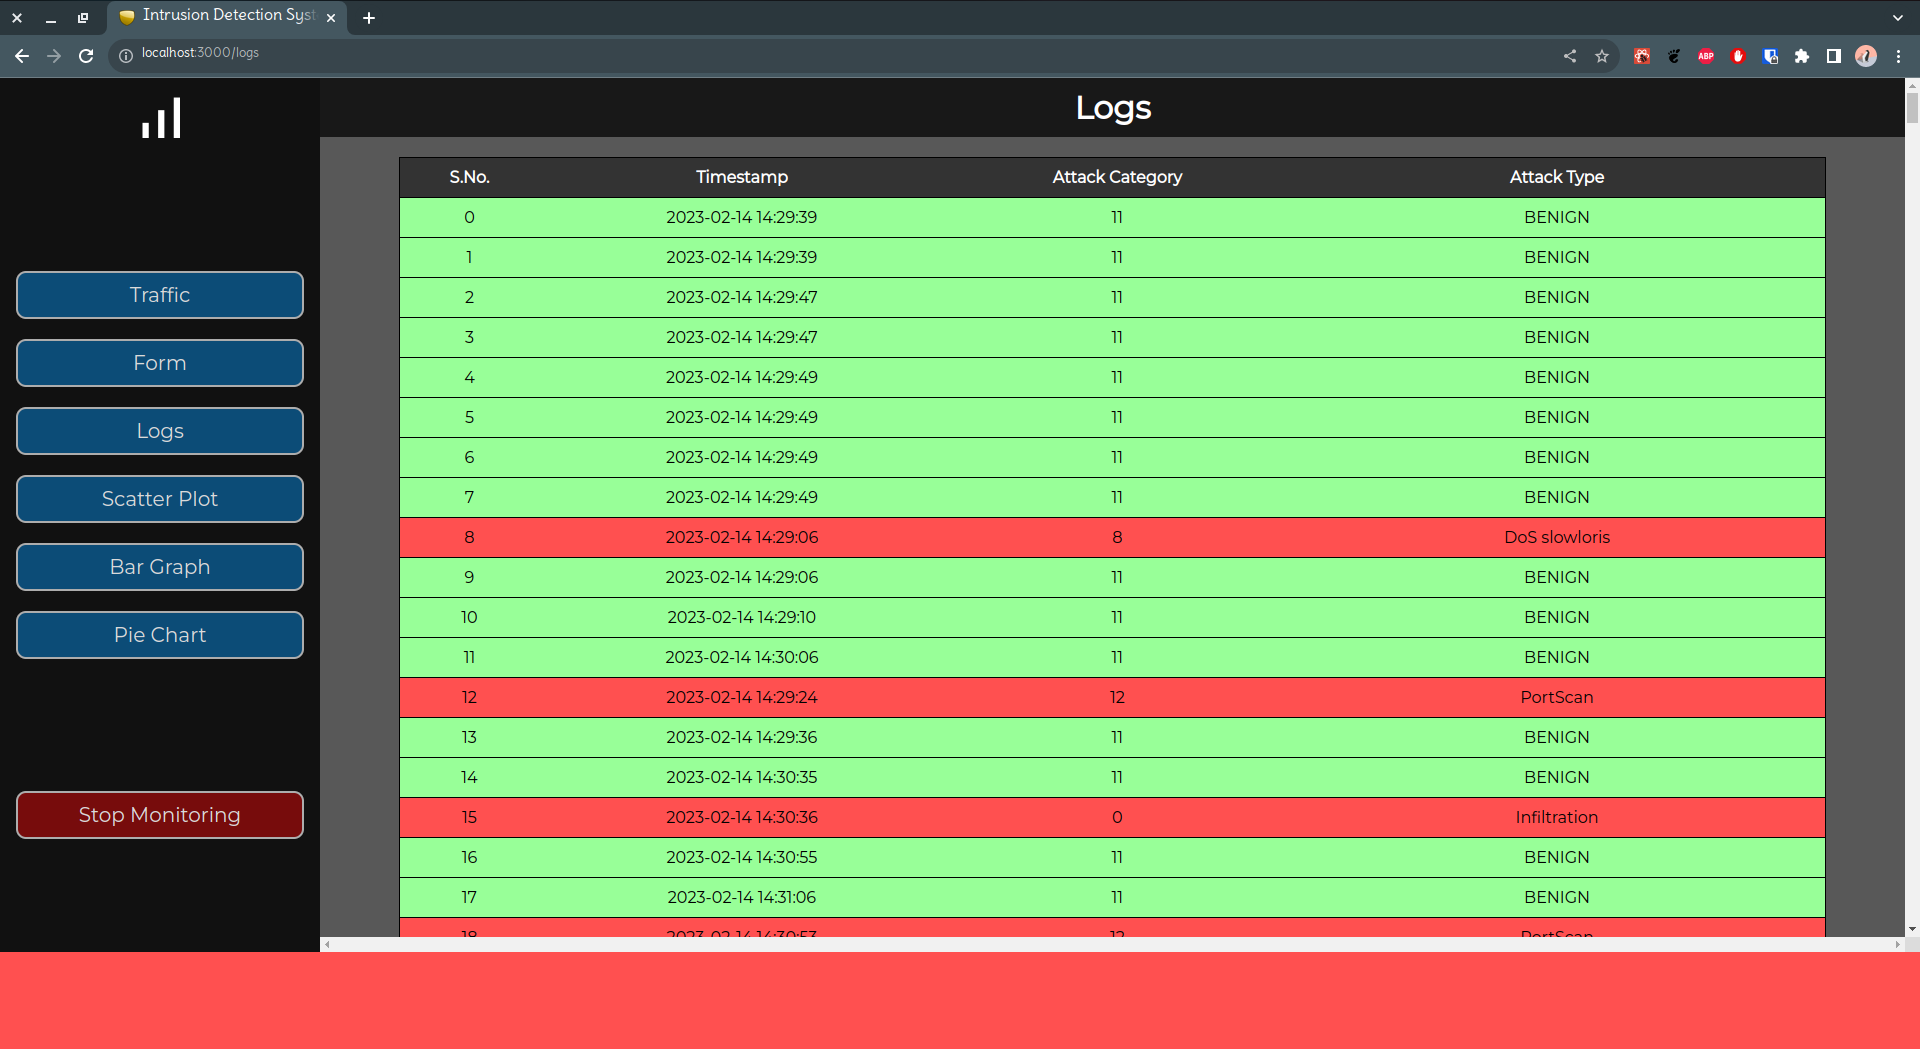 Intrusion Detection Syst
localhost:3000/logs
ABP
Logs
Traffic
Form
Logs
Scatter Plot
Bar Graph
Pie Chart
Stop Monitoring
S.No. Timestamp Attack Category Attack Type
0 2023-02-14 14:29:39 11 BENIGN
1 2023-02-14 14:29:39 11 BENIGN
2 2023-02-14 14:29:47 11 BENIGN
3 2023-02-14 14:29:47 11 BENIGN
4 2023-02-14 14:29:49 11 BENIGN
5 2023-02-14 14:29:49 11 BENIGN
6 2023-02-14 14:29:49 11 BENIGN
7 2023-02-14 14:29:49 11 BENIGN
8 2023-02-14 14:29:06 8 DoS slowloris
9 2023-02-14 14:29:06 11 BENIGN
10 2023-02-14 14:29:10 11 BENIGN
11 2023-02-14 14:30:06 11 BENIGN
12 2023-02-14 14:29:24 12 PortScan
13 2023-02-14 14:29:36 11 BENIGN
14 2023-02-14 14:30:35 11 BENIGN
15 2023-02-14 14:30:36 0 Infiltration
16 2023-02-14 14:30:55 11 BENIGN
17 2023-02-14 14:31:06 11 BENIGN
18 2023-02-14 14:30:53 12 PortScan